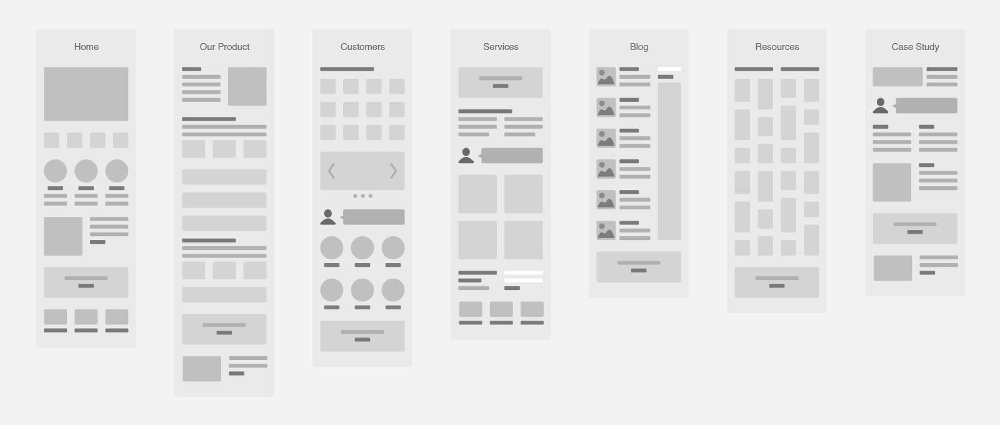 Home
Our Product
Customers
Services
Blog
Resources
Case Study